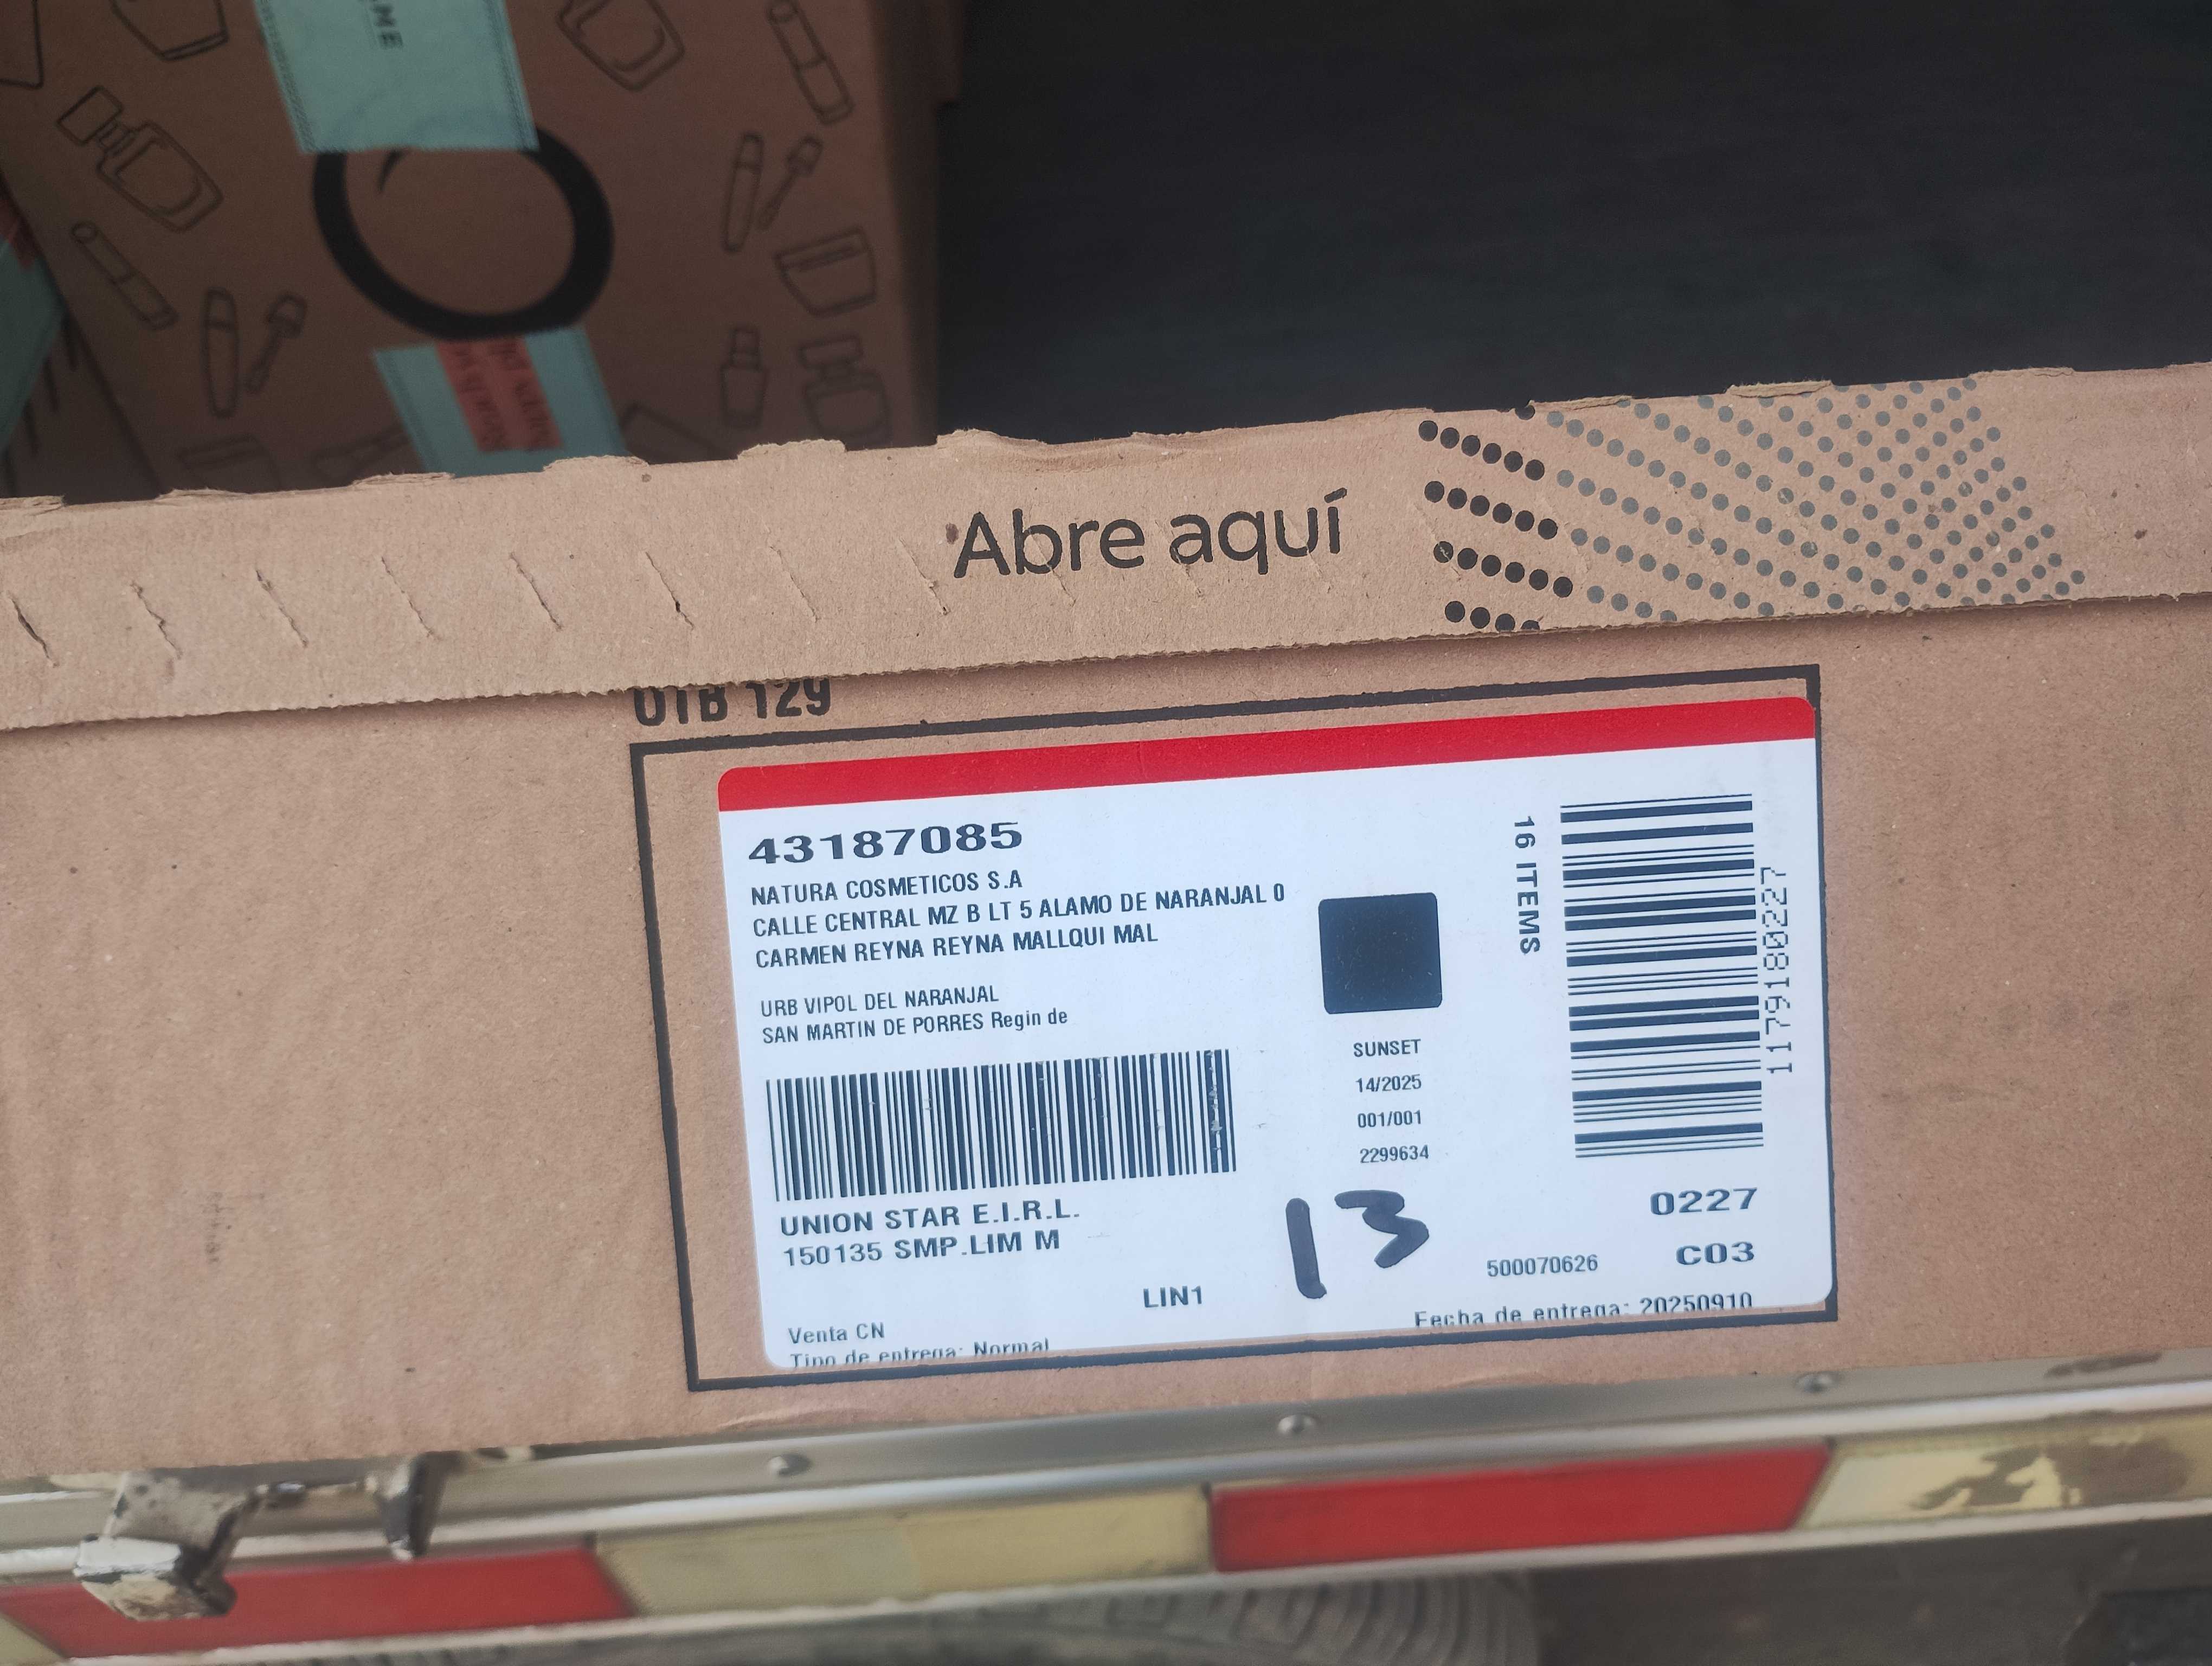 Abre aquí
UTB 129
43187085
NATURA COSMETICOS S.A
CALLE CENTRAL MZ B LT 5 ALAMO DE NARANJAL 0
CARMEN REYNA REYNA MALLQUI MAL
URB VIPOL DEL NARANJAL
SAN MARTIN DE PORRES Regin de
16 ITEMS
1179180227
SUNSET
14/2025
001/001
2299634
UNION STAR E.I.R.L.
150135 SMP.LIM M
13
0227
500070626
C03
LIN1
Fecha de entrega: 20250910
Venta CN
Tipo de entrega: Normal